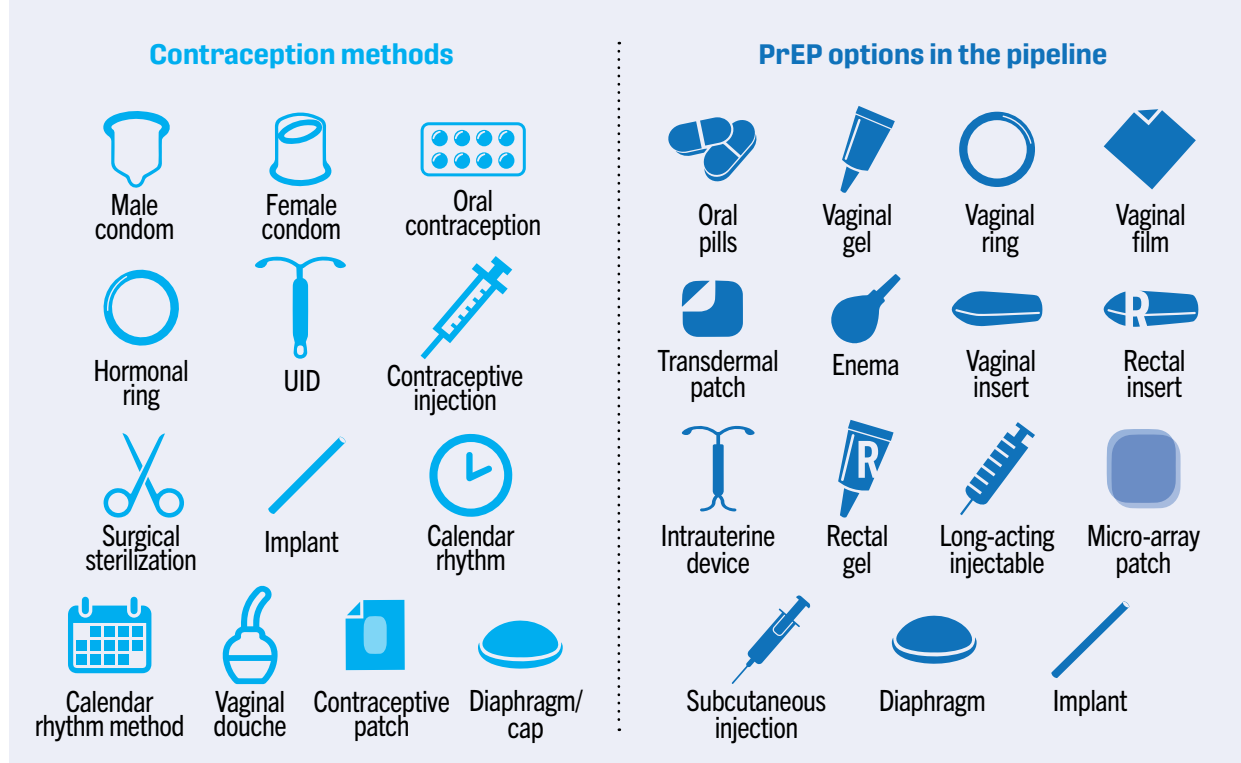 Contraception methods
Male
condom
Female
condom
Oral
contraception
Hormonal
ring
UID
Contraceptive
injection
Surgical
sterilization
Implant
Calendar
rhythm
Calendar
rhythm method
Vaginal
douche
Contraceptive
patch
Diaphragm/
cap
PrEP options in the pipeline
Oral
pills
Vaginal
gel
Vaginal
ring
Vaginal
film
Transdermal
patch
Enema
Vaginal
insert
R
Rectal
insert
Intrauterine
device
R
Rectal
gel
Long-acting
injectable
Micro-array
patch
Subcutaneous
injection
Diaphragm
Implant